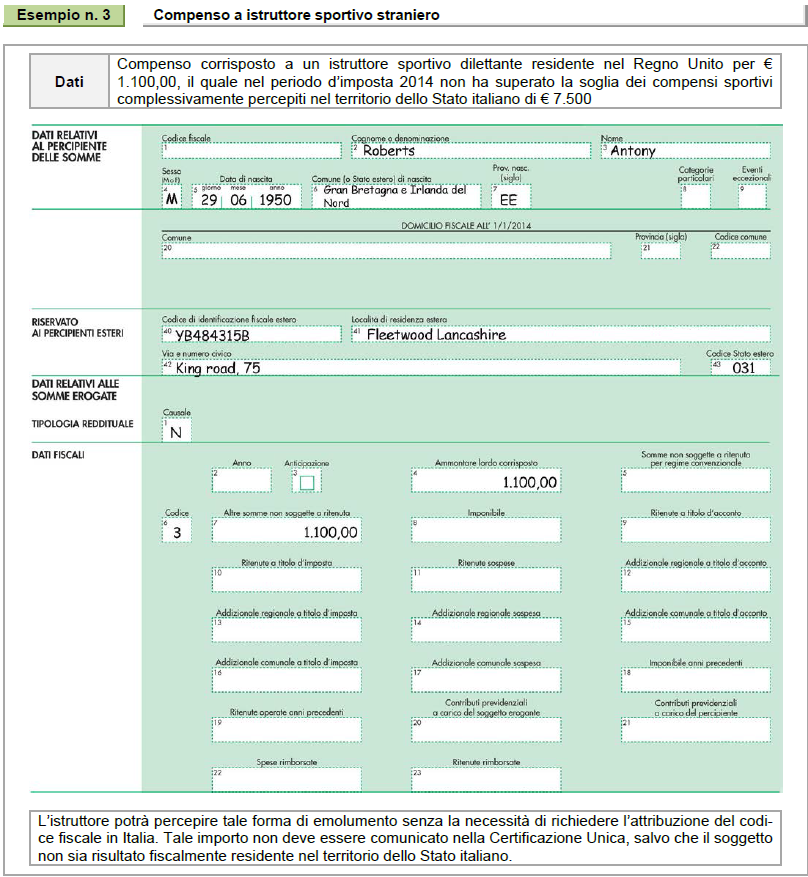 Esempio n. 3 Compenso a istruttore sportivo straniero
Dati
Compenso corrisposto a un istruttore sportivo dilettante residente nel Regno Unito per €
1.100,00, il quale nel periodo d'imposta 2014 non ha superato la soglia dei compensi sportivi
complessivamente percepiti nel territorio dello Stato italiano di € 7.500
DATI RELATIVI
AL PERCIPIENTE
DELLE SOMME
Codice fiscale Cognome o denominazione Nome
1 2 Roberts 3 Antony
Sesso
(M o F) Data di nascita Comune (o Stato estero) di nascita Prov. nasc.
(sigla) Categorie
particolari Eventi
eccezionali
giorno mese anno
4 M 5 29 06 1950 6 Gran Bretagna e Irlanda del
Nord 7 EE 8 9
DOMICILIO FISCALE ALL' 1/1/2014
Comune Provincia (sigla) Codice comune
20 21 22
RISERVATO
AI PERCIPIENTI ESTERI
Codice di identificazione fiscale estero Località di residenza estera
40 YB484315B 41 Fleetwood Lancashire
Via e numero civico Codice Stato estero
42 King road, 75 43 031
DATI RELATIVI ALLE
SOMME EROGATE
TIPOLOGIA REDDITUALE
Causale
1 N
DATI FISCALI
Anno Anticipazione Ammontare lordo corrisposto Somme non soggette a ritenuta
per regime convenzionale
2 3 4 1.100,00 5
Codice Altre somme non soggette a ritenuta Imponibile Ritenute a titolo d'acconto
6 3 7 1.100,00 8 9
Ritenute a titolo d'imposta Ritenute sospese Addizionale regionale a titolo d'acconto
10 11 12
Addizionale regionale a titolo d'imposta Addizionale regionale sospesa Addizionale comunale a titolo d'acconto
13 14 15
Addizionale comunale a titolo d'imposta Addizionale comunale sospesa Imponibile anni precedenti
16 17 18
Ritenute operate anni precedenti Contributi previdenziali
a carico del soggetto erogante Contributi previdenziali
a carico del percipiente
19 20 21
Spese rimborsate Ritenute rimborsate
22 23
L'istruttore potrà percepire tale forma di emolumento senza la necessità di richiedere l'attribuzione del codi-
ce fiscale in Italia. Tale importo non deve essere comunicato nella Certificazione Unica, salvo che il soggetto
non sia risultato fiscalmente residente nel territorio dello Stato italiano.